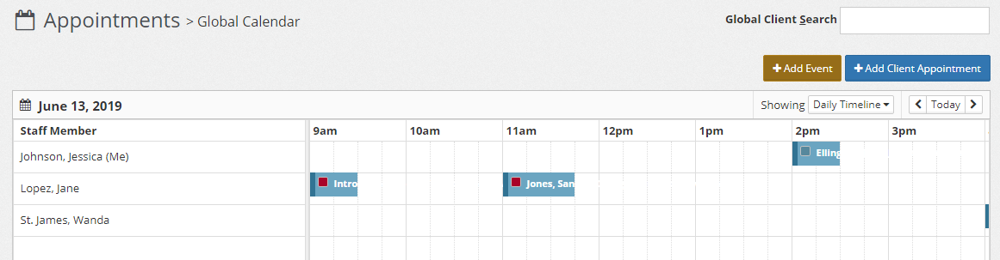 Appointments > Global Calendar
Global Client Search
+ Add Event
+ Add Client Appointment
June 13, 2019
Showing Daily Timeline
Today
Staff Member 9am 10am 11am 12pm 1pm 2pm 3pm
Johnson, Jessica (Me) Elling
Lopez, Jane Intro Jones, San
St. James, Wanda